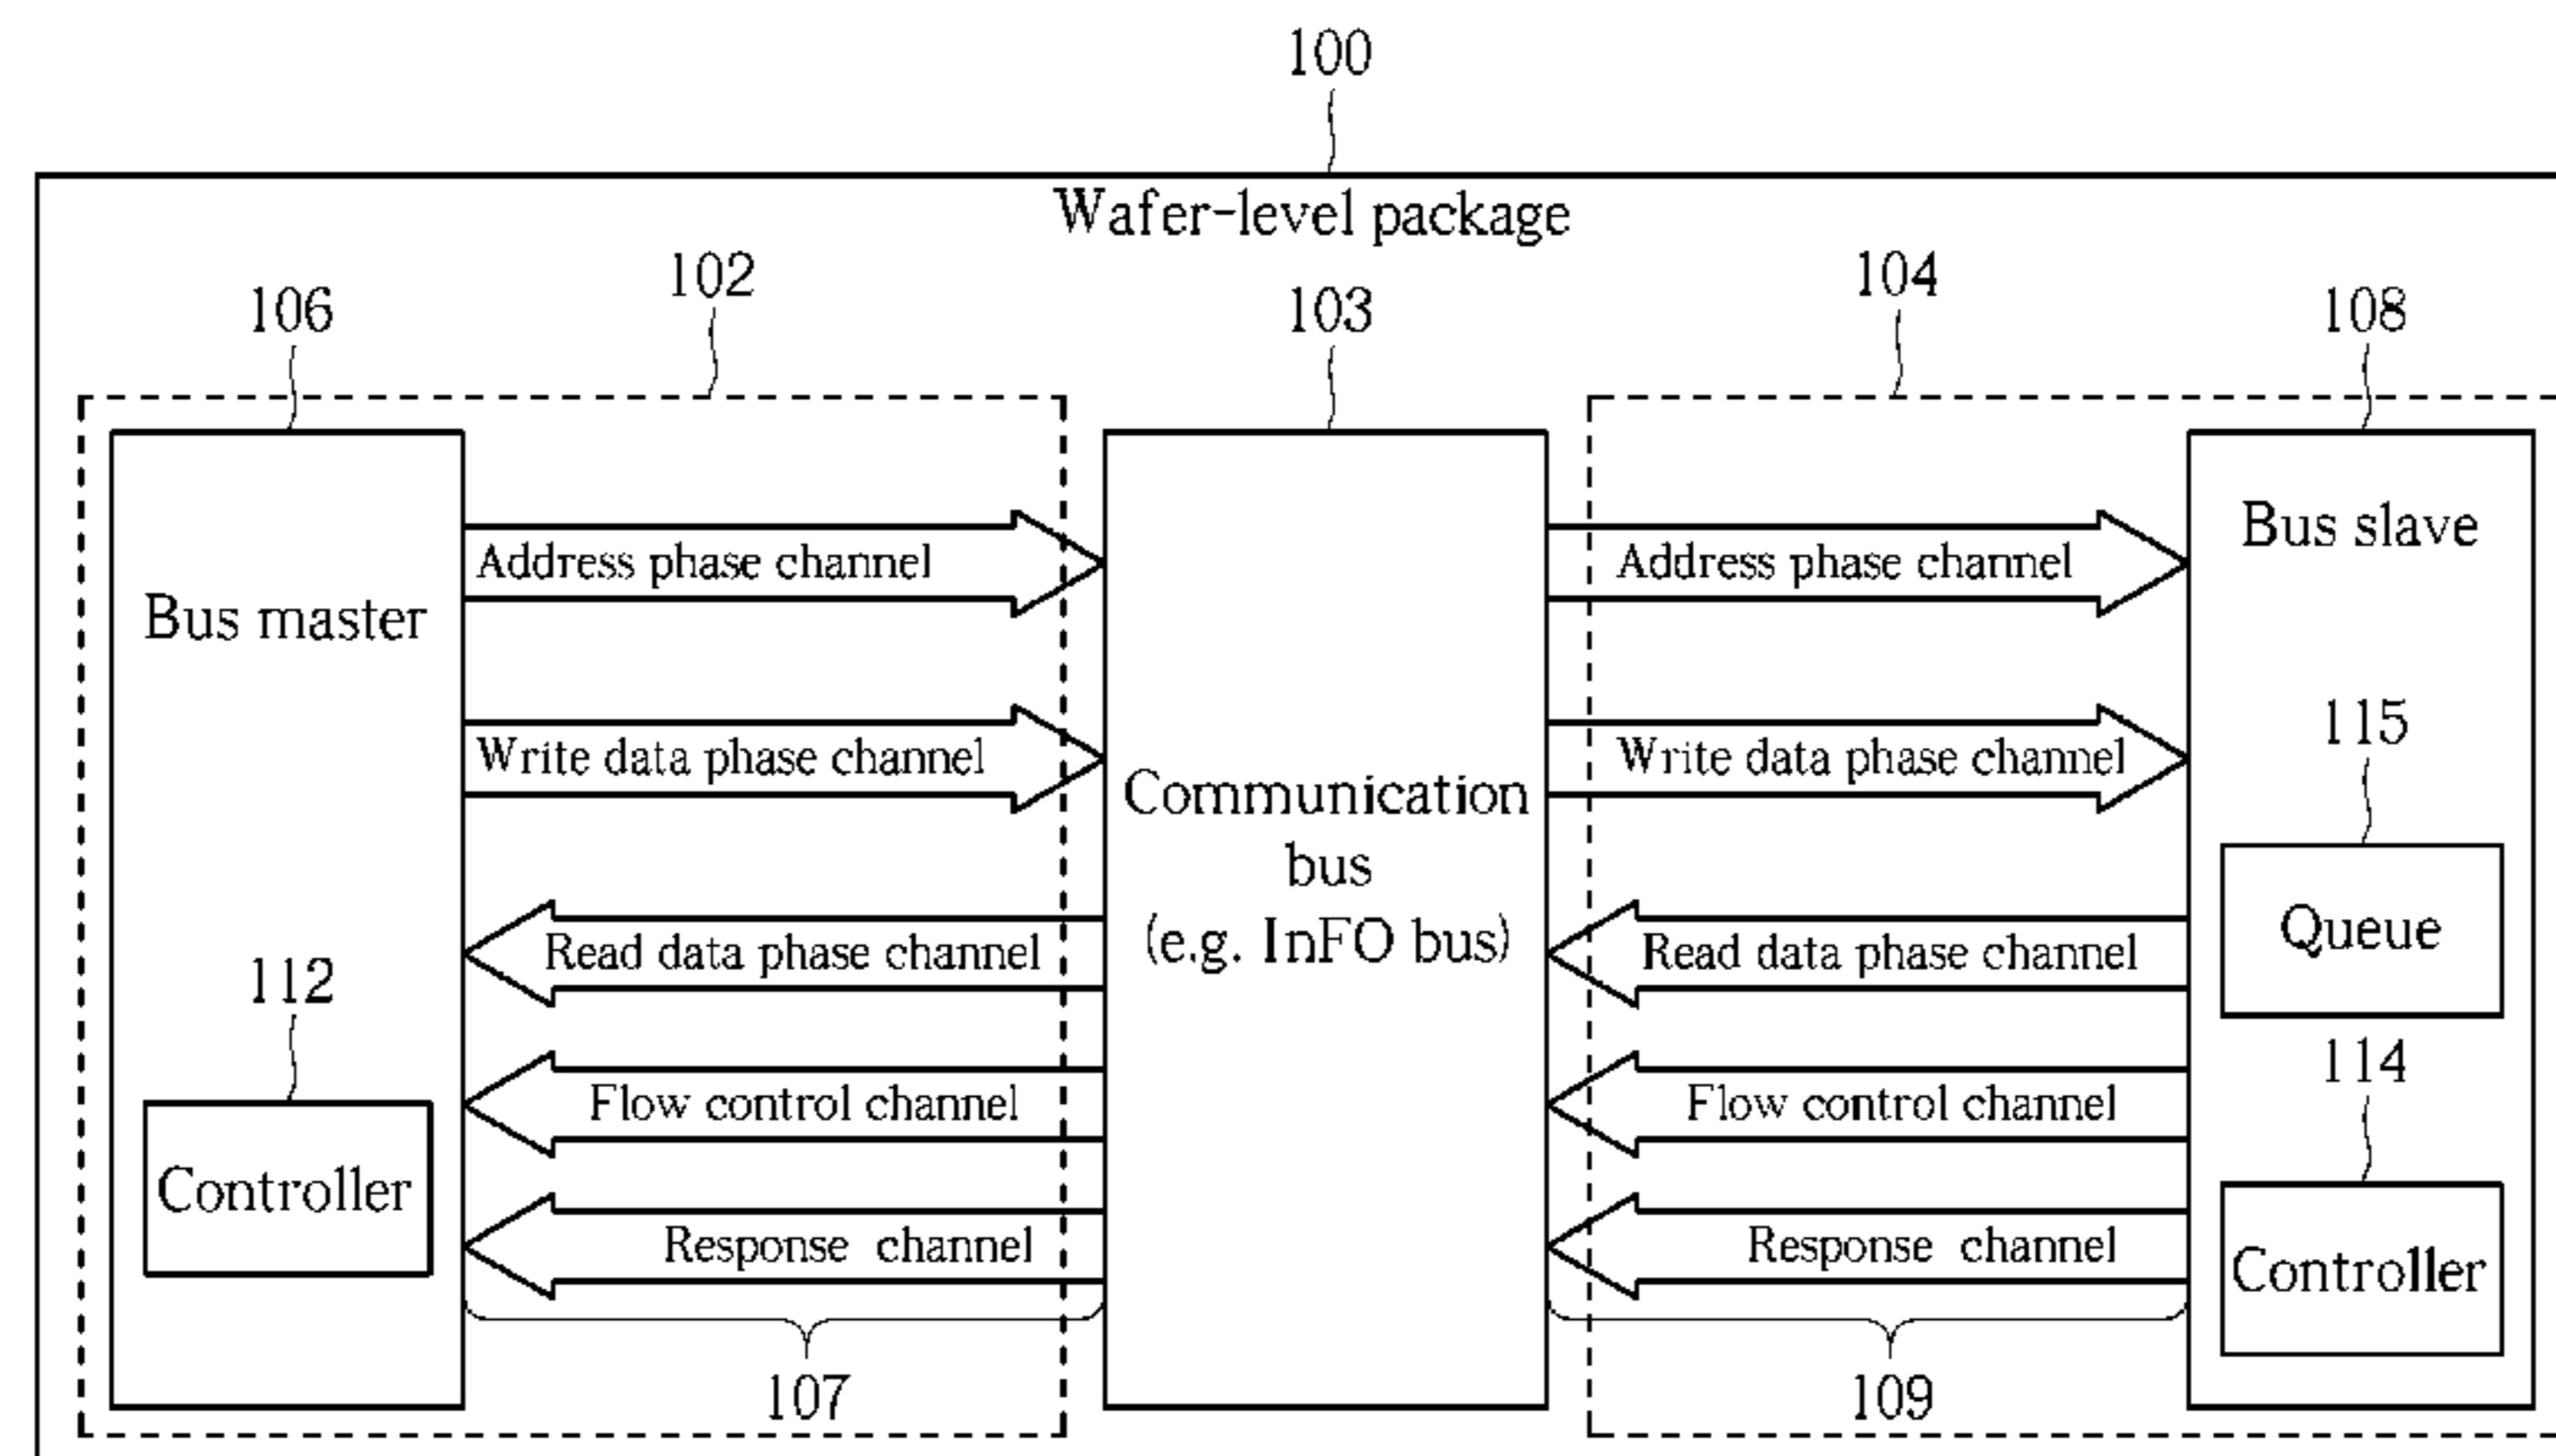 100
Wafer-level package
102
104
106
103
108
Address phase channel
Address phase channel
Bus slave
Bus master
115
Write data phase channel
Write data phase channel
Communication
bus
(e.g. InFO bus)
Queue
Read data phase channel
Read data phase channel
112
114
Flow control channel
Flow control channel
Controller
Response channel
Response channel
Controller
107
109